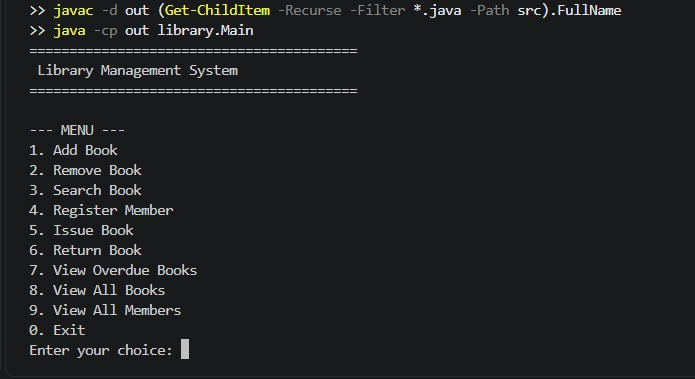 >> javac -d out (Get-ChildItem -Recurse -Filter *.java -Path src).FullName
>> java -cp out library.Main
=========================================
 Library Management System
=========================================

--- MENU ---
1. Add Book
2. Remove Book
3. Search Book
4. Register Member
5. Issue Book
6. Return Book
7. View Overdue Books
8. View All Books
9. View All Members
0. Exit
Enter your choice: